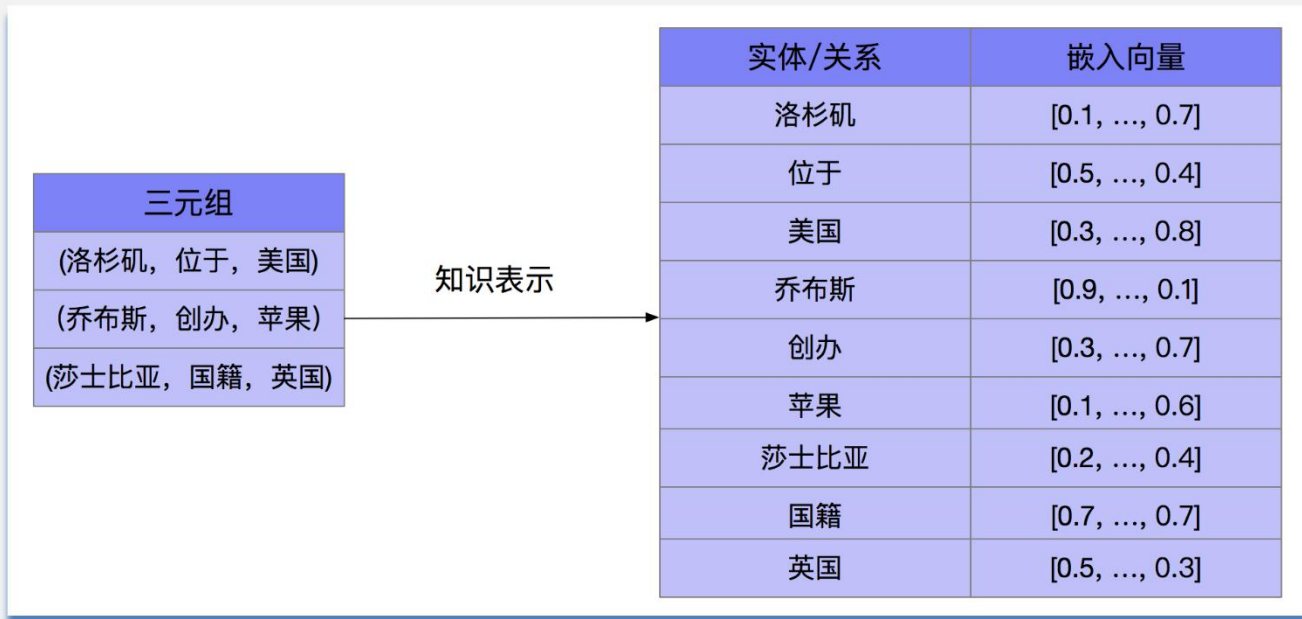 三元组
(洛杉矶，位于，美国)
(乔布斯，创办，苹果)
(莎士比亚，国籍，英国)
知识表示
实体/关系 嵌入向量
洛杉矶 [0.1, ..., 0.7]
位于 [0.5, ..., 0.4]
美国 [0.3, ..., 0.8]
乔布斯 [0.9, ..., 0.1]
创办 [0.3, ..., 0.7]
苹果 [0.1, ..., 0.6]
莎士比亚 [0.2, ..., 0.4]
国籍 [0.7, ..., 0.7]
英国 [0.5, ..., 0.3]